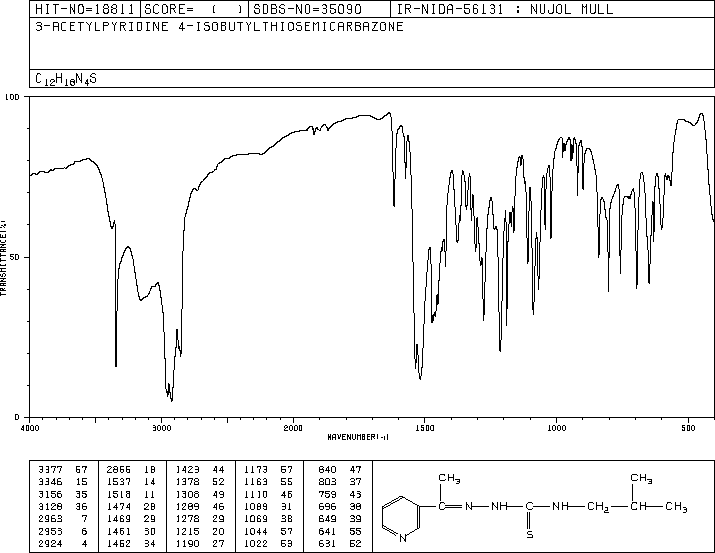 HIT-NO=18811 SCORE= ( ) SDBS-NO=35090 IR-NIDA-56131 : NUJOL MULL
3-ACETYLPYRIDINE 4-ISOBUTYLTHIOSEMICARBAZONE
C12H18N4S
100
50
0
TRANSMITTANCE(%)
4000 3000 2000 1500 1000 500
WAVENUMBER(-1)
3377 57 2866 18 1423 44 1173 57 840 47
3346 15 1537 14 1378 52 1163 55 803 37
3156 35 1518 11 1308 49 1110 46 759 43
3128 36 1474 28 1289 46 1089 31 696 38
2963 7 1469 29 1278 29 1069 38 649 39
2953 6 1461 30 1215 20 1044 57 641 55
2924 4 1452 34 1190 27 1022 53 631 52
CH3 CH3
C=N-NH-C-NH-CH2-CH-CH3
S
N